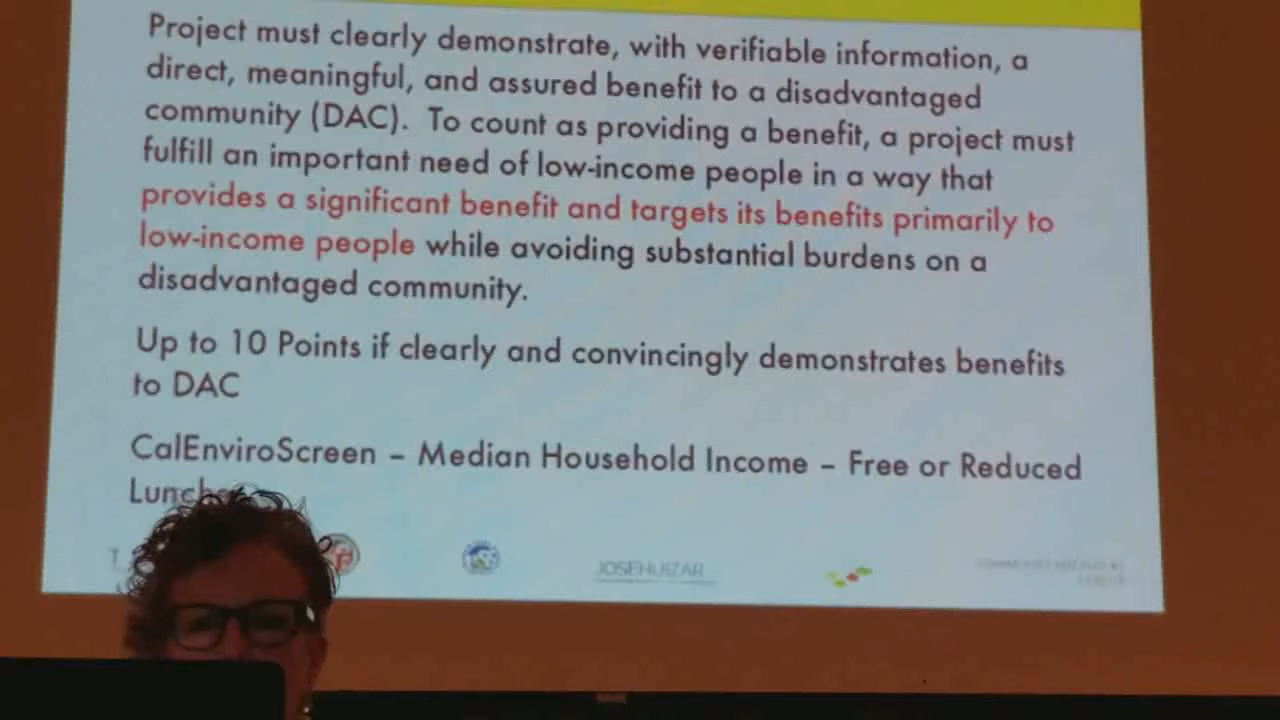 Project must clearly demonstrate, with verifiable information, a
direct, meaningful, and assured benefit to a disadvantaged
community (DAC). To count as providing a benefit, a project must
fulfill an important need of low-income people in a way that
provides a significant benefit and targets its benefits primarily to
low-income people while avoiding substantial burdens on a
disadvantaged community.
Up to 10 Points if clearly and convincingly demonstrates benefits
to DAC
CalEnviroScreen – Median Household Income – Free or Reduced
JOSEHUIZAR